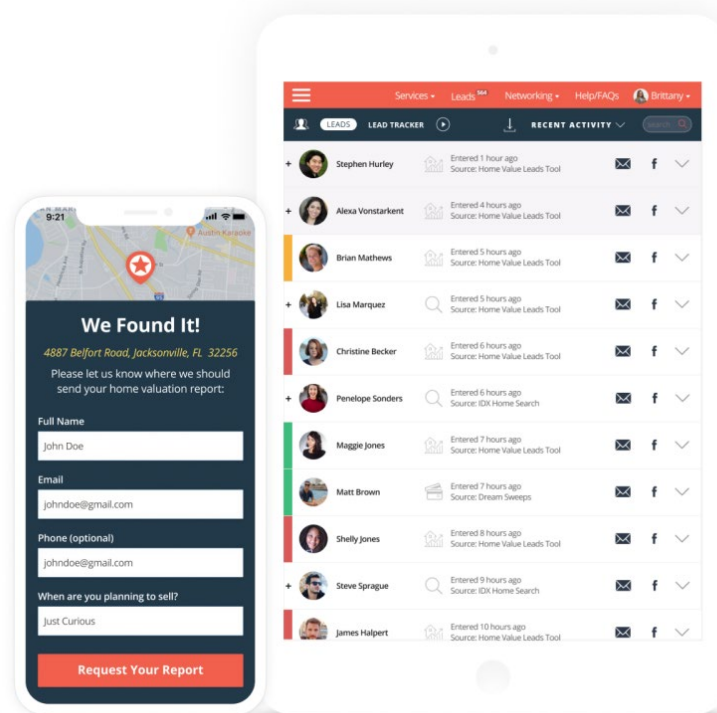 9:21
Austin Karaoke
We Found It!
4887 Belfort Road, Jacksonville, FL 32256
Please let us know where we should
send your home valuation report:
Full Name
John Doe
Email
johndoe@gmail.com
Phone (optional)
johndoe@gmail.com
When are you planning to sell?
Just Curious
Request Your Report
Services Leads 564 Networking Help/FAQs Brittany
LEADS LEAD TRACKER RECENT ACTIVITY search
+ Stephen Hurley
Entered 1 hour ago
Source: Home Value Leads Tool
+ Alexa Vonstarkent
Entered 4 hours ago
Source: Home Value Leads Tool
Brian Mathews
Entered 5 hours ago
Source: Home Value Leads Tool
+ Lisa Marquez
Entered 5 hours ago
Source: Home Value Leads Tool
Christine Becker
Entered 6 hours ago
Source: Home Value Leads Tool
+ Penelope Sonders
Entered 6 hours ago
Source: IDX Home Search
Maggie Jones
Entered 7 hours ago
Source: Home Value Leads Tool
Matt Brown
Entered 7 hours ago
Source: Dream Sweeps
Shelly Jones
Entered 8 hours ago
Source: Home Value Leads Tool
+ Steve Sprague
Entered 9 hours ago
Source: IDX Home Search
James Halpert
Entered 10 hours ago
Source: Home Value Leads Tool